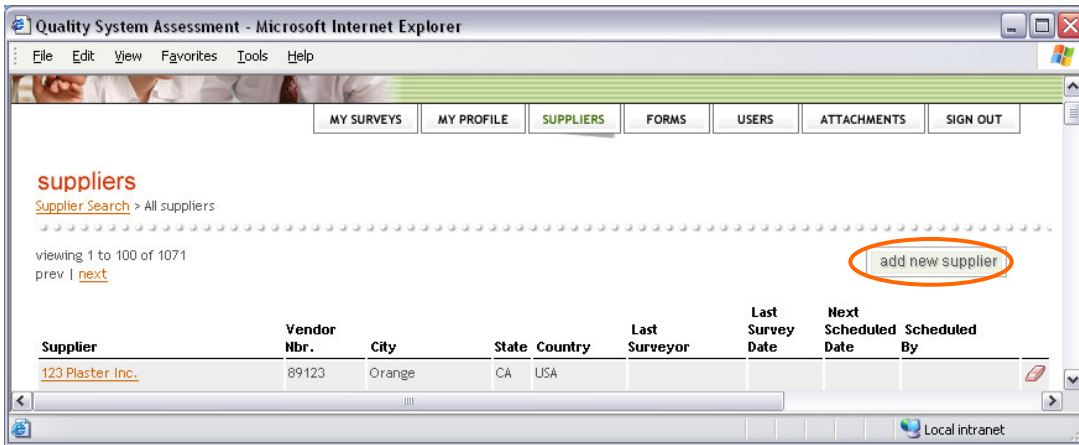 Quality System Assessment - Microsoft Internet Explorer
File Edit View Favorites Tools Help
MY SURVEYS MY PROFILE SUPPLIERS FORMS USERS ATTACHMENTS SIGN OUT
suppliers
Supplier Search > All suppliers
viewing 1 to 100 of 1071
prev | next
add new supplier
Supplier Vendor Nbr. City State Country Last Surveyor Last Survey Date Next Scheduled Date Scheduled By
123 Plaster Inc. 89123 Orange CA USA
Local intranet